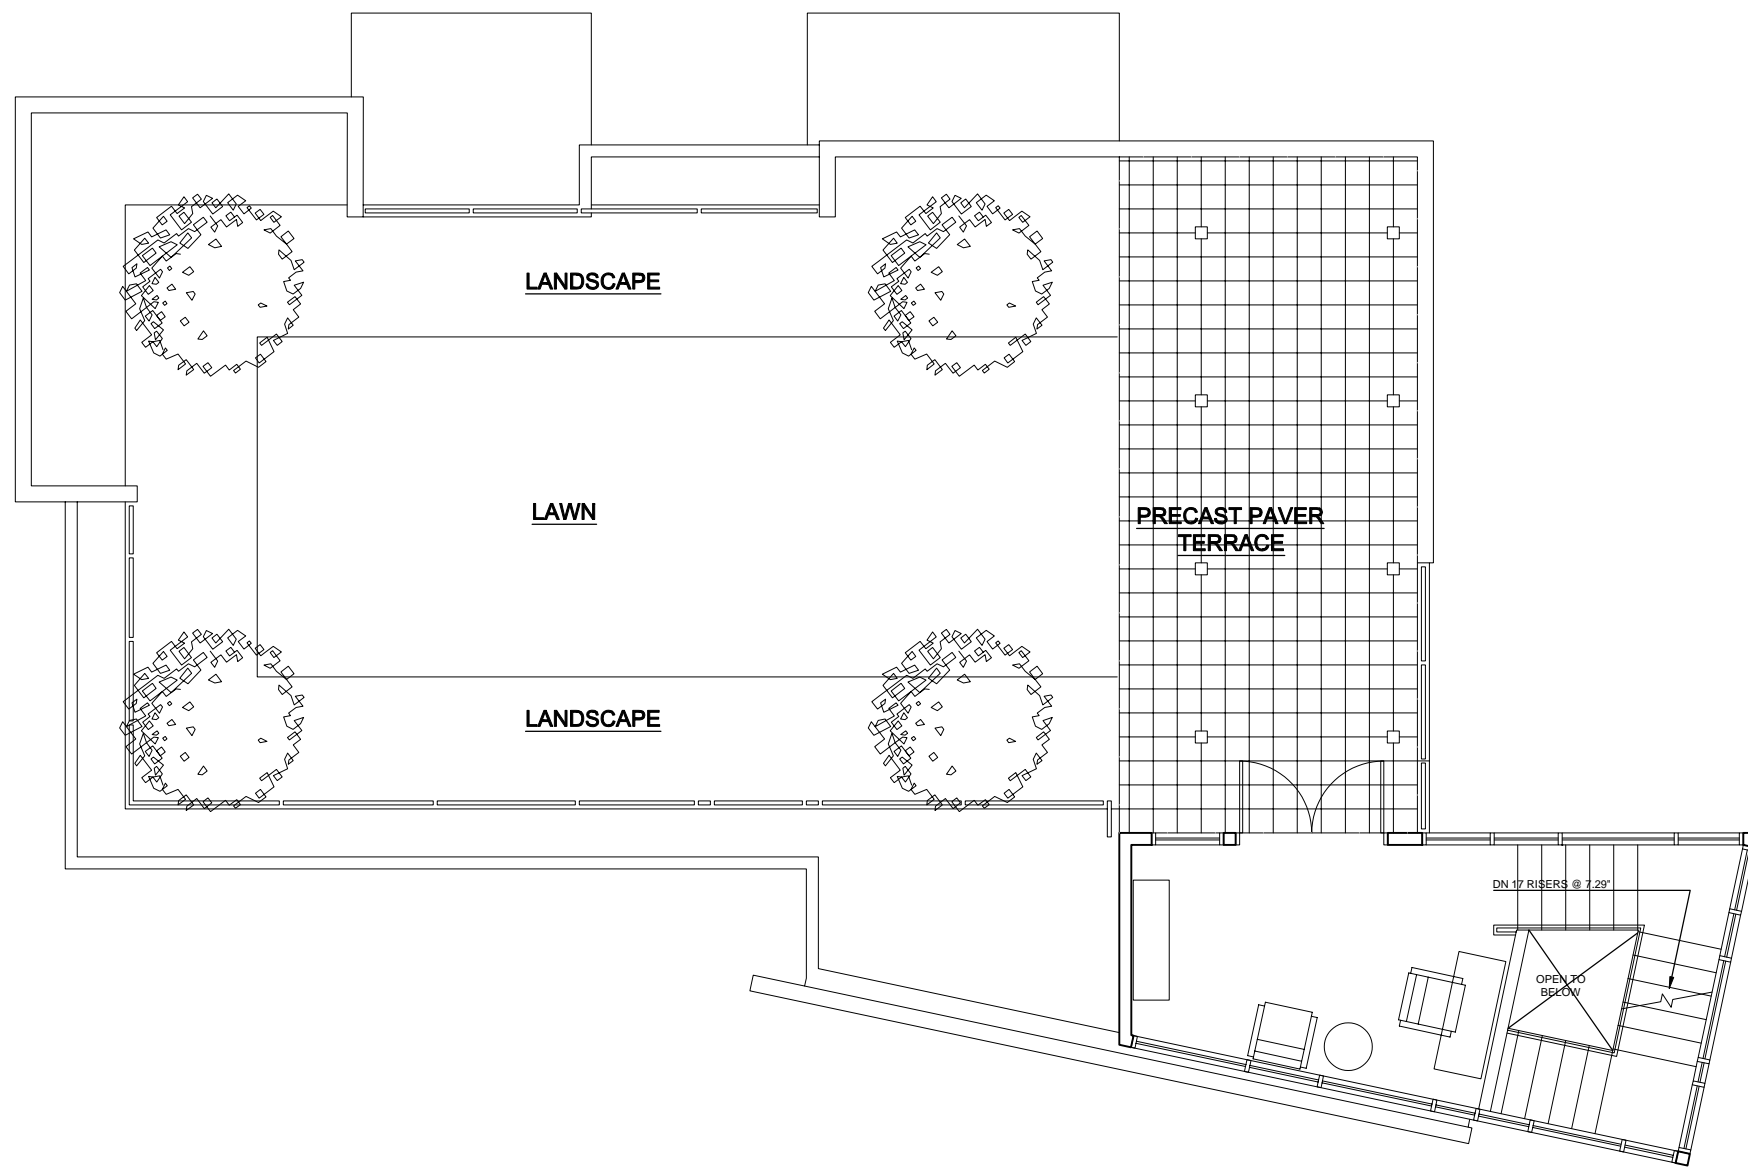 LANDSCAPE
LAWN
PRECAST PAVER
TERRACE
LANDSCAPE
DN 17 RISERS @ 7.29"
OPEN TO
BELOW